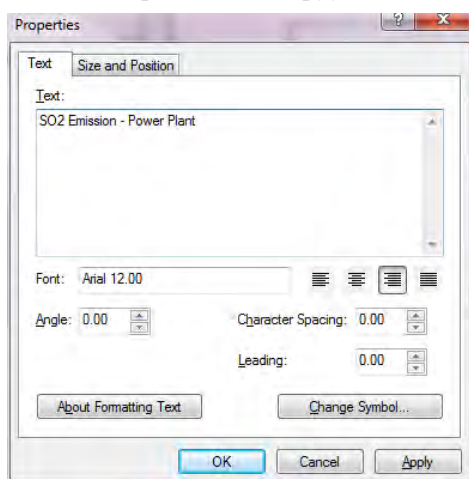 Properties
Text Size and Position
Text:
SO2 Emission - Power Plant
Font: Arial 12.00
Angle: 0.00 Character Spacing: 0.00
Leading: 0.00
About Formatting Text Change Symbol...
OK Cancel Apply